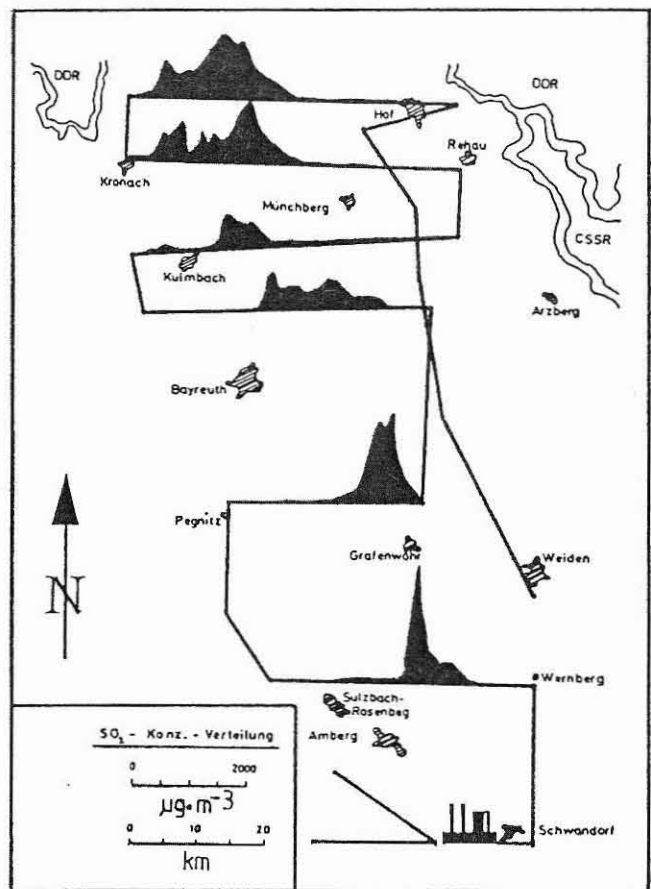 DDR
DDR
Hof
Rehau
Kronach
Münchberg
CSSR
Kulmbach
Arzberg
Bayreuth
Pegnitz
Grafenwöhr
Weiden
N
Wernberg
Sulzbach-
Rosenbeg
SO₂ - Konz. - Verteilung
Amberg
0 2000
µg·m⁻³
Schwandorf
0 10 20
km